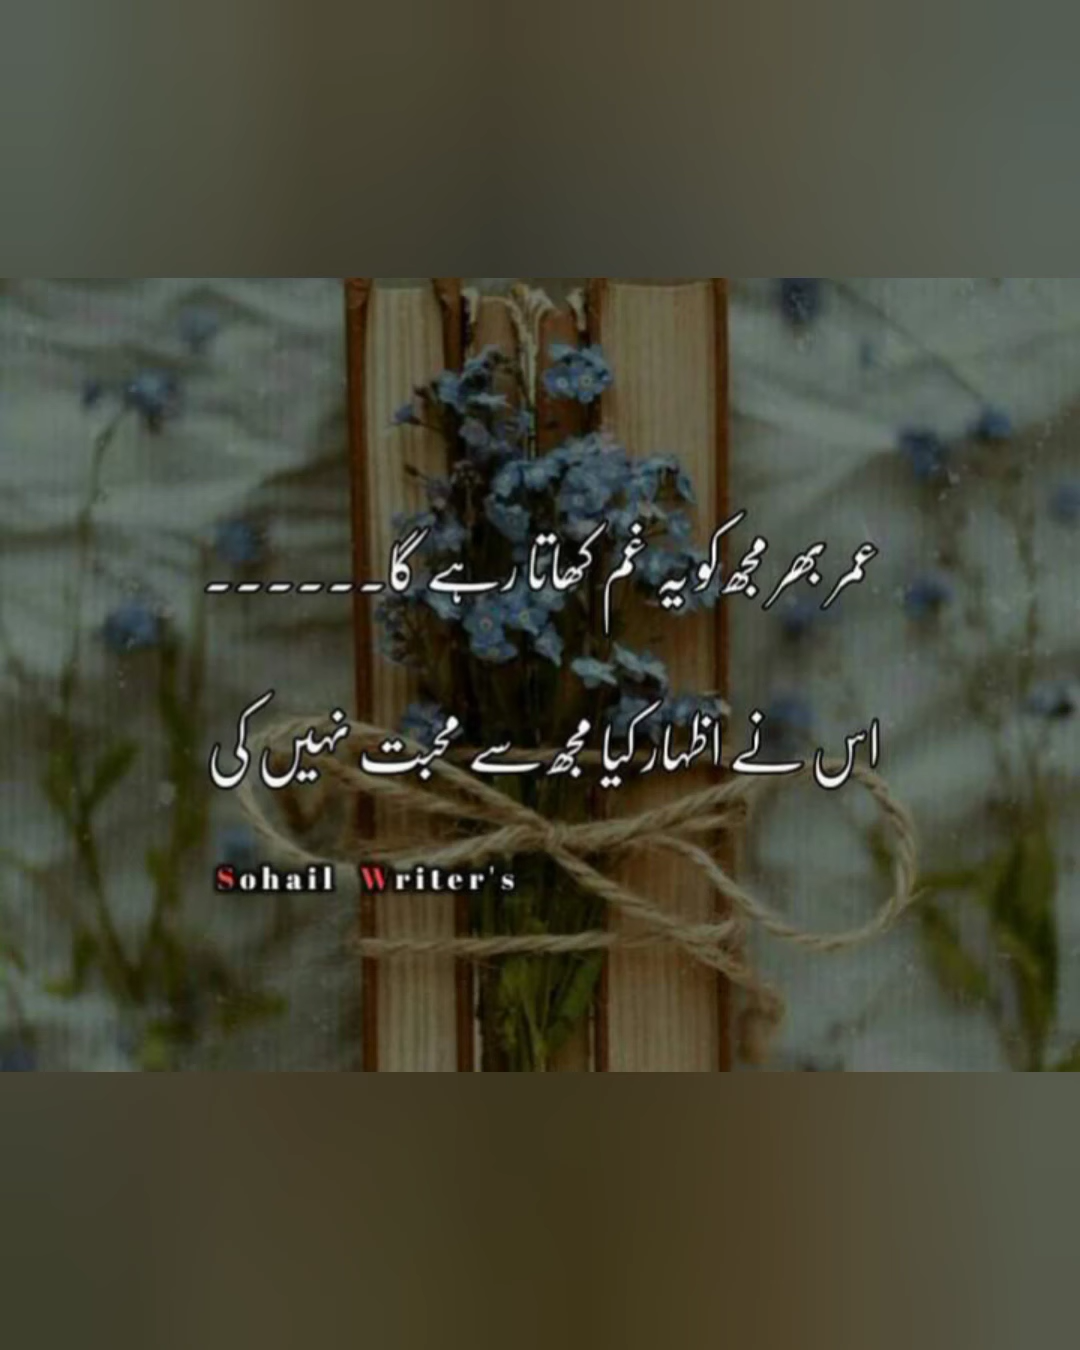 عمر بھر مجھ کو یہ غم کھاتا رہے گا۔۔۔۔۔۔
اس نے اظہار کیا مجھ سے محبت نہیں کی
Sohail Writer's